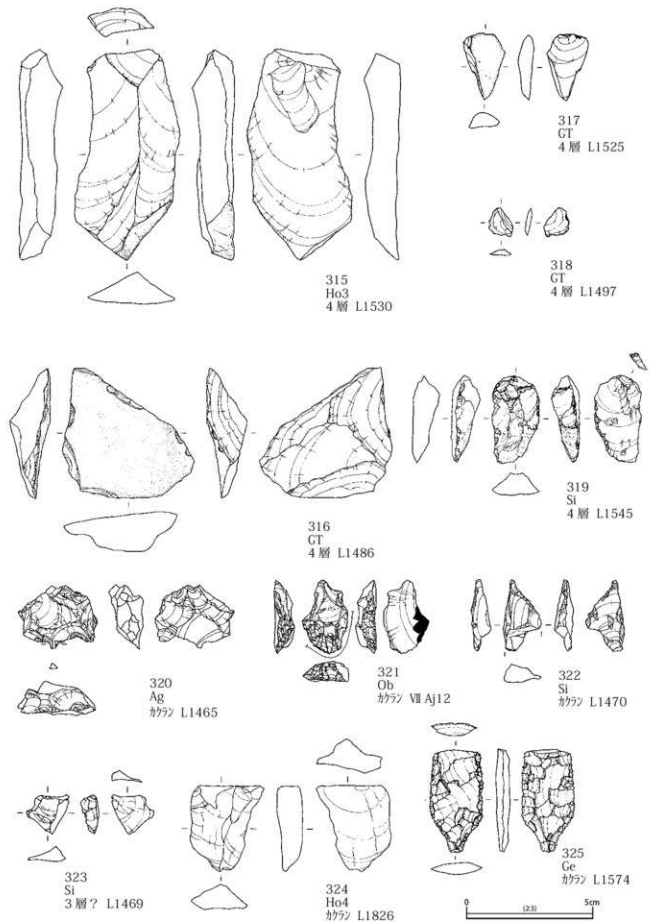 317
GT
4 層 L1525
318
GT
4 層 L1497
315
Ho3
4 層 L1530
316
GT
4 層 L1486
319
Si
4 層 L1545
320
Ag
カクラン L1465
321
Ob
カクラン Ⅶ Aj12
322
Si
カクラン L1470
323
Si
3 層？ L1469
324
Ho4
カクラン L1826
325
Ge
カクラン L1574
0 (2:3) 5cm